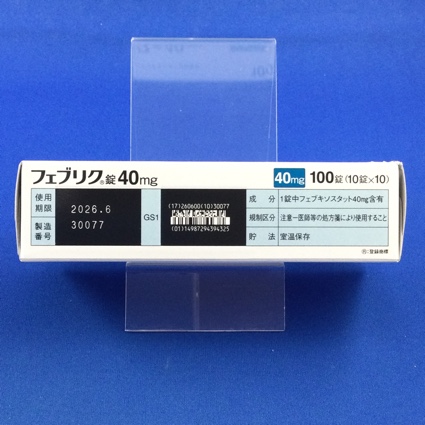 フェブリク®錠40mg
40mg 100錠(10錠×10)
使用期限 2026.6
製造番号 30077
GS1
(17)260600(10)30077
(01)14987294394325
成分 1錠中フェブキソスタット40mg含有
規制区分 注意ー医師等の処方箋により使用すること
貯法 室温保存
®:登録商標